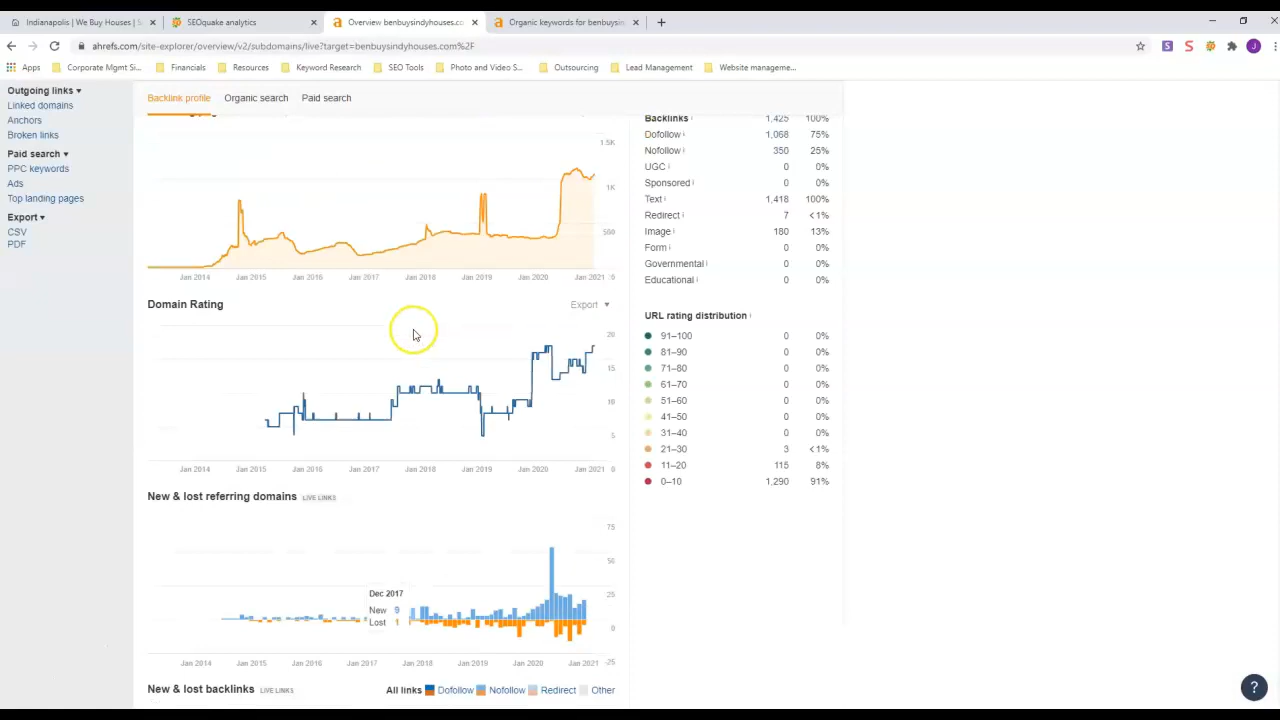 Indianapolis | We Buy Houses | S
SEOquake analytics
Overview benbuysindyhouses.co
Organic keywords for benbuysin
ahrefs.com/site-explorer/overview/v2/subdomains/live?target=benbuysindyhouses.com%2F
J
Apps
Corporate Mgmt Si...
Financials
Resources
Keyword Research
SEO Tools
Photo and Video S...
Outsourcing
Lead Management
Website manageme...
Outgoing links
Linked domains
Anchors
Broken links
Paid search
PPC keywords
Ads
Top landing pages
Export
CSV
PDF
Backlink profile Organic search Paid search
1.5K
1K
500
0
Jan 2014 Jan 2015 Jan 2016 Jan 2017 Jan 2018 Jan 2019 Jan 2020 Jan 2021
Domain Rating
Export
20
15
10
5
0
Jan 2014 Jan 2015 Jan 2016 Jan 2017 Jan 2018 Jan 2019 Jan 2020 Jan 2021
New & lost referring domains LIVE LINKS
75
50
25
0
-25
Dec 2017
New 9
Lost 1
Jan 2014 Jan 2015 Jan 2016 Jan 2017 Jan 2018 Jan 2019 Jan 2020 Jan 2021
New & lost backlinks LIVE LINKS
All links Dofollow Nofollow Redirect Other
Backlinks 1,425 100%
Dofollow 1,068 75%
Nofollow 350 25%
UGC 0 0%
Sponsored 0 0%
Text 1,418 100%
Redirect 7 <1%
Image 180 13%
Form 0 0%
Governmental 0 0%
Educational 0 0%
URL rating distribution
91–100 0 0%
81–90 0 0%
71–80 0 0%
61–70 0 0%
51–60 0 0%
41–50 0 0%
31–40 0 0%
21–30 3 <1%
11–20 115 8%
0–10 1,290 91%
?